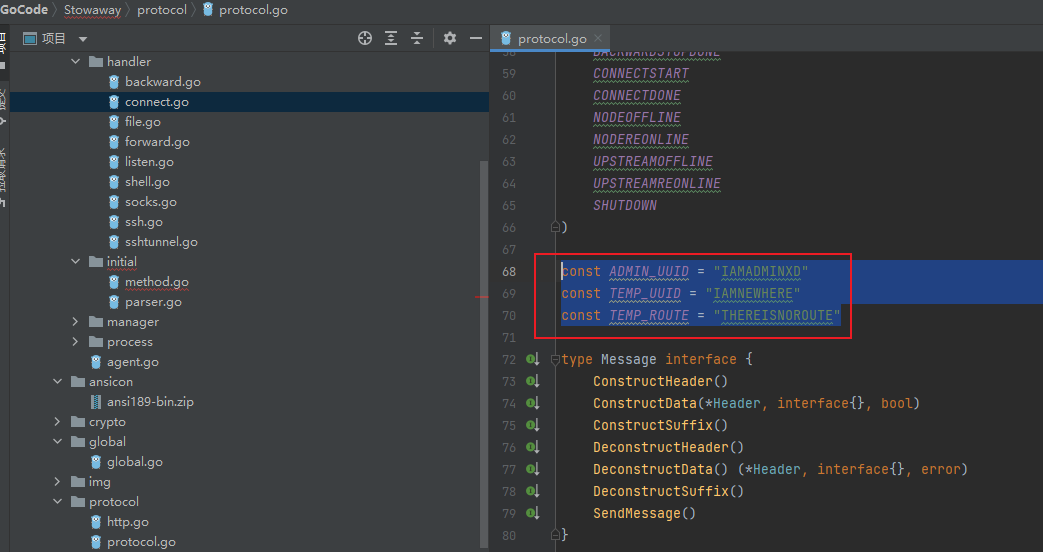 GoCode > Stowaway > protocol > protocol.go
项目
handler
backward.go
connect.go
file.go
forward.go
listen.go
shell.go
socks.go
ssh.go
sshtunnel.go
initial
method.go
parser.go
manager
process
agent.go
ansicon
ansi189-bin.zip
crypto
global
global.go
img
protocol
http.go
protocol.go
protocol.go
58 BACKWARDSTOPDONE
59 CONNECTSTART
60 CONNECTDONE
61 NODEOFFLINE
62 NODEREONLINE
63 UPSTREAMOFFLINE
64 UPSTREAMREONLINE
65 SHUTDOWN
66 )
67
68 const ADMIN_UUID = "IAMADMINXD"
69 const TEMP_UUID = "IAMNEWHERE"
70 const TEMP_ROUTE = "THEREISNOROUTE"
71
72 type Message interface {
73 ConstructHeader()
74 ConstructData(*Header, interface{}, bool)
75 ConstructSuffix()
76 DeconstructHeader()
77 DeconstructData() (*Header, interface{}, error)
78 DeconstructSuffix()
79 SendMessage()
80 }